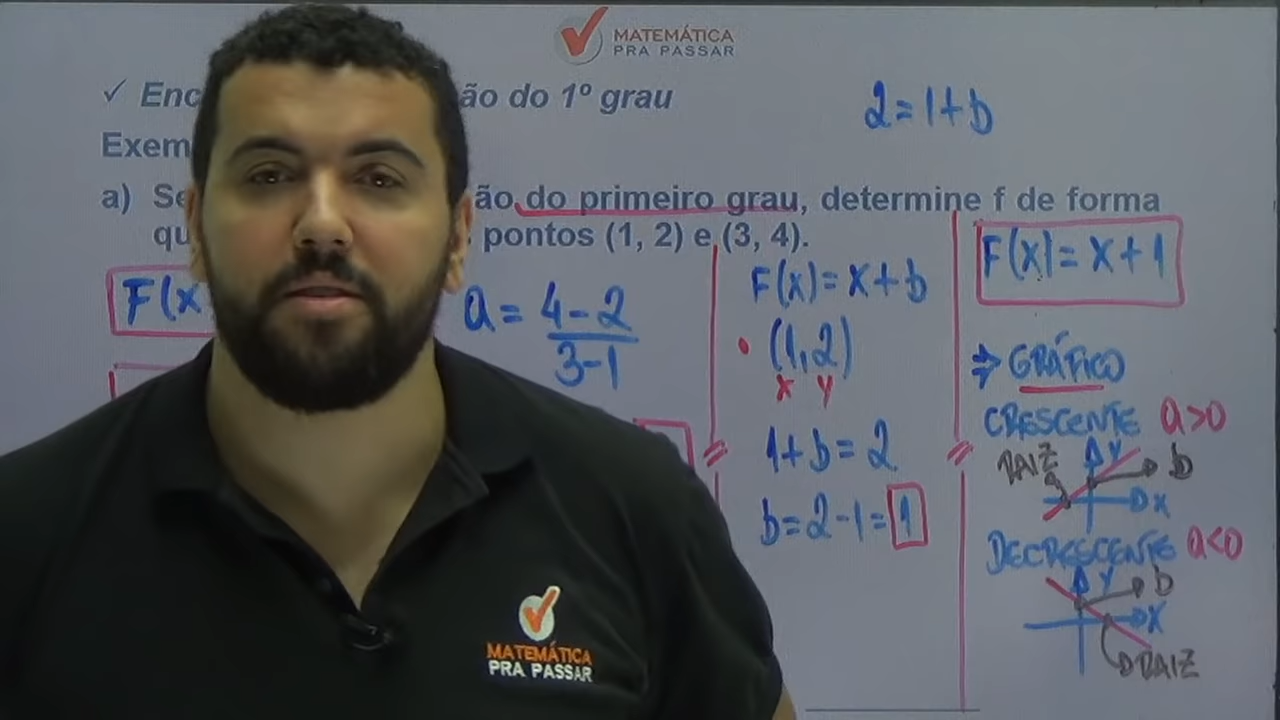 MATEMÁTICA
PRA PASSAR
✓ Enc ão do 1º grau
2=1+b
Exem
a) Se ão do primeiro grau, determine f de forma
qu pontos (1, 2) e (3, 4).
F(x
a = 4-2
3-1
F(x)= x+b
• (1,2)
x y
1+b=2
b=2-1=1
F(x)= x+1
⇒ GRÁFICO
CRESCENTE a>0
RAIZ y b
x
DECRESCENTE a<0
y b
x
RAIZ
MATEMÁTICA
PRA PASSAR